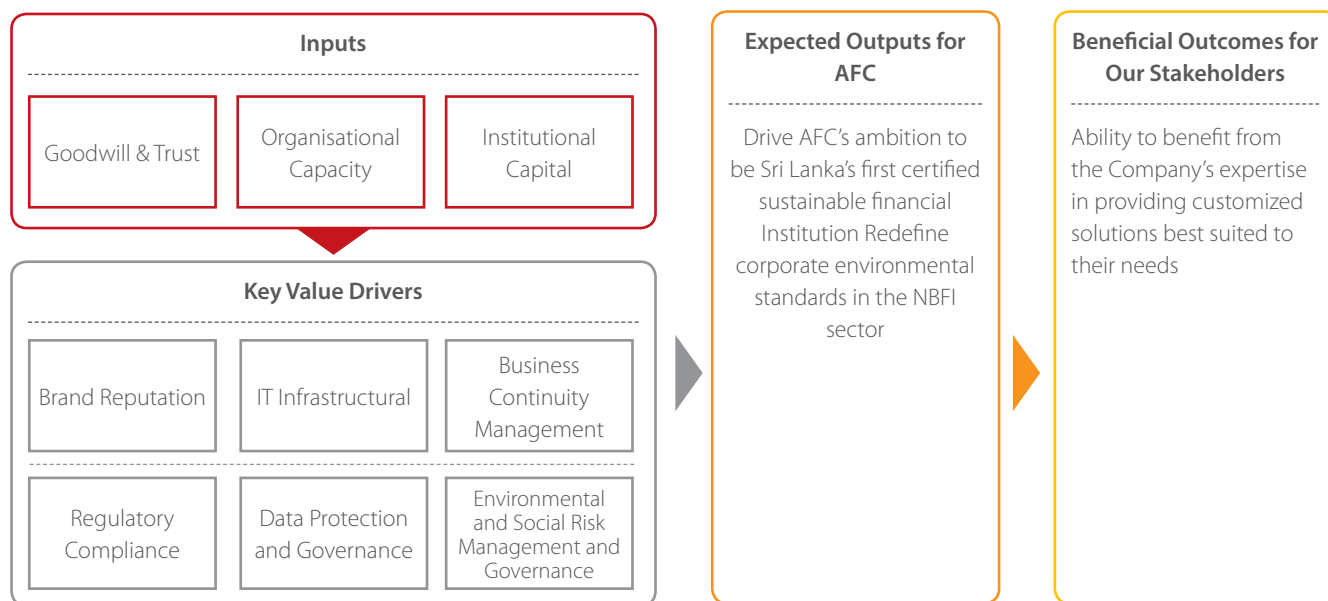 Inputs
Goodwill & Trust
Organisational
Capacity
Institutional
Capital
Key Value Drivers
Brand Reputation
IT Infrastructural
Business
Continuity
Management
Regulatory
Compliance
Data Protection
and Governance
Environmental
and Social Risk
Management and
Governance
Expected Outputs for
AFC
Drive AFC’s ambition to
be Sri Lanka’s first certified
sustainable financial
Institution Redefine
corporate environmental
standards in the NBFI
sector
Beneficial Outcomes for
Our Stakeholders
Ability to benefit from
the Company’s expertise
in providing customized
solutions best suited to
their needs